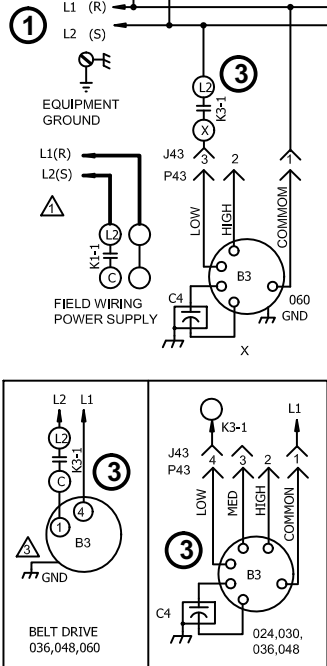 L1 (R)
1
L2 (S)
EQUIPMENT
GROUND
L2
3
K3-1
X
J43 3 2 1
P43
LOW
HIGH
COMMOM
L1(R)
L2(S)
1
L2
K1-1
C
FIELD WIRING
POWER SUPPLY
B3
C4
060
GND
X
L2 L1
L2
K3-1
3
C
1
4
B3
3
GND
BELT DRIVE
036,048,060
K3-1
L1
J43
P43
4 3 2 1
LOW
MED
HIGH
COMMON
3
B3
C4
024,030,
036,048